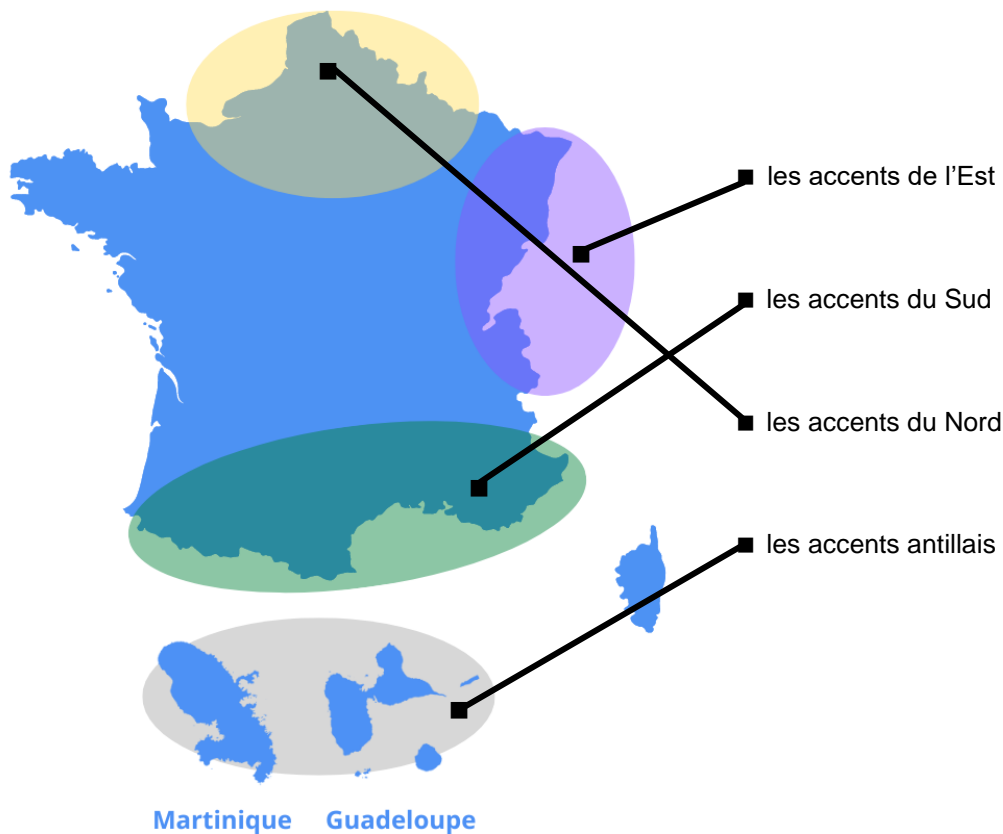 les accents de l’Est
les accents du Sud
les accents du Nord
les accents antillais
Martinique
Guadeloupe